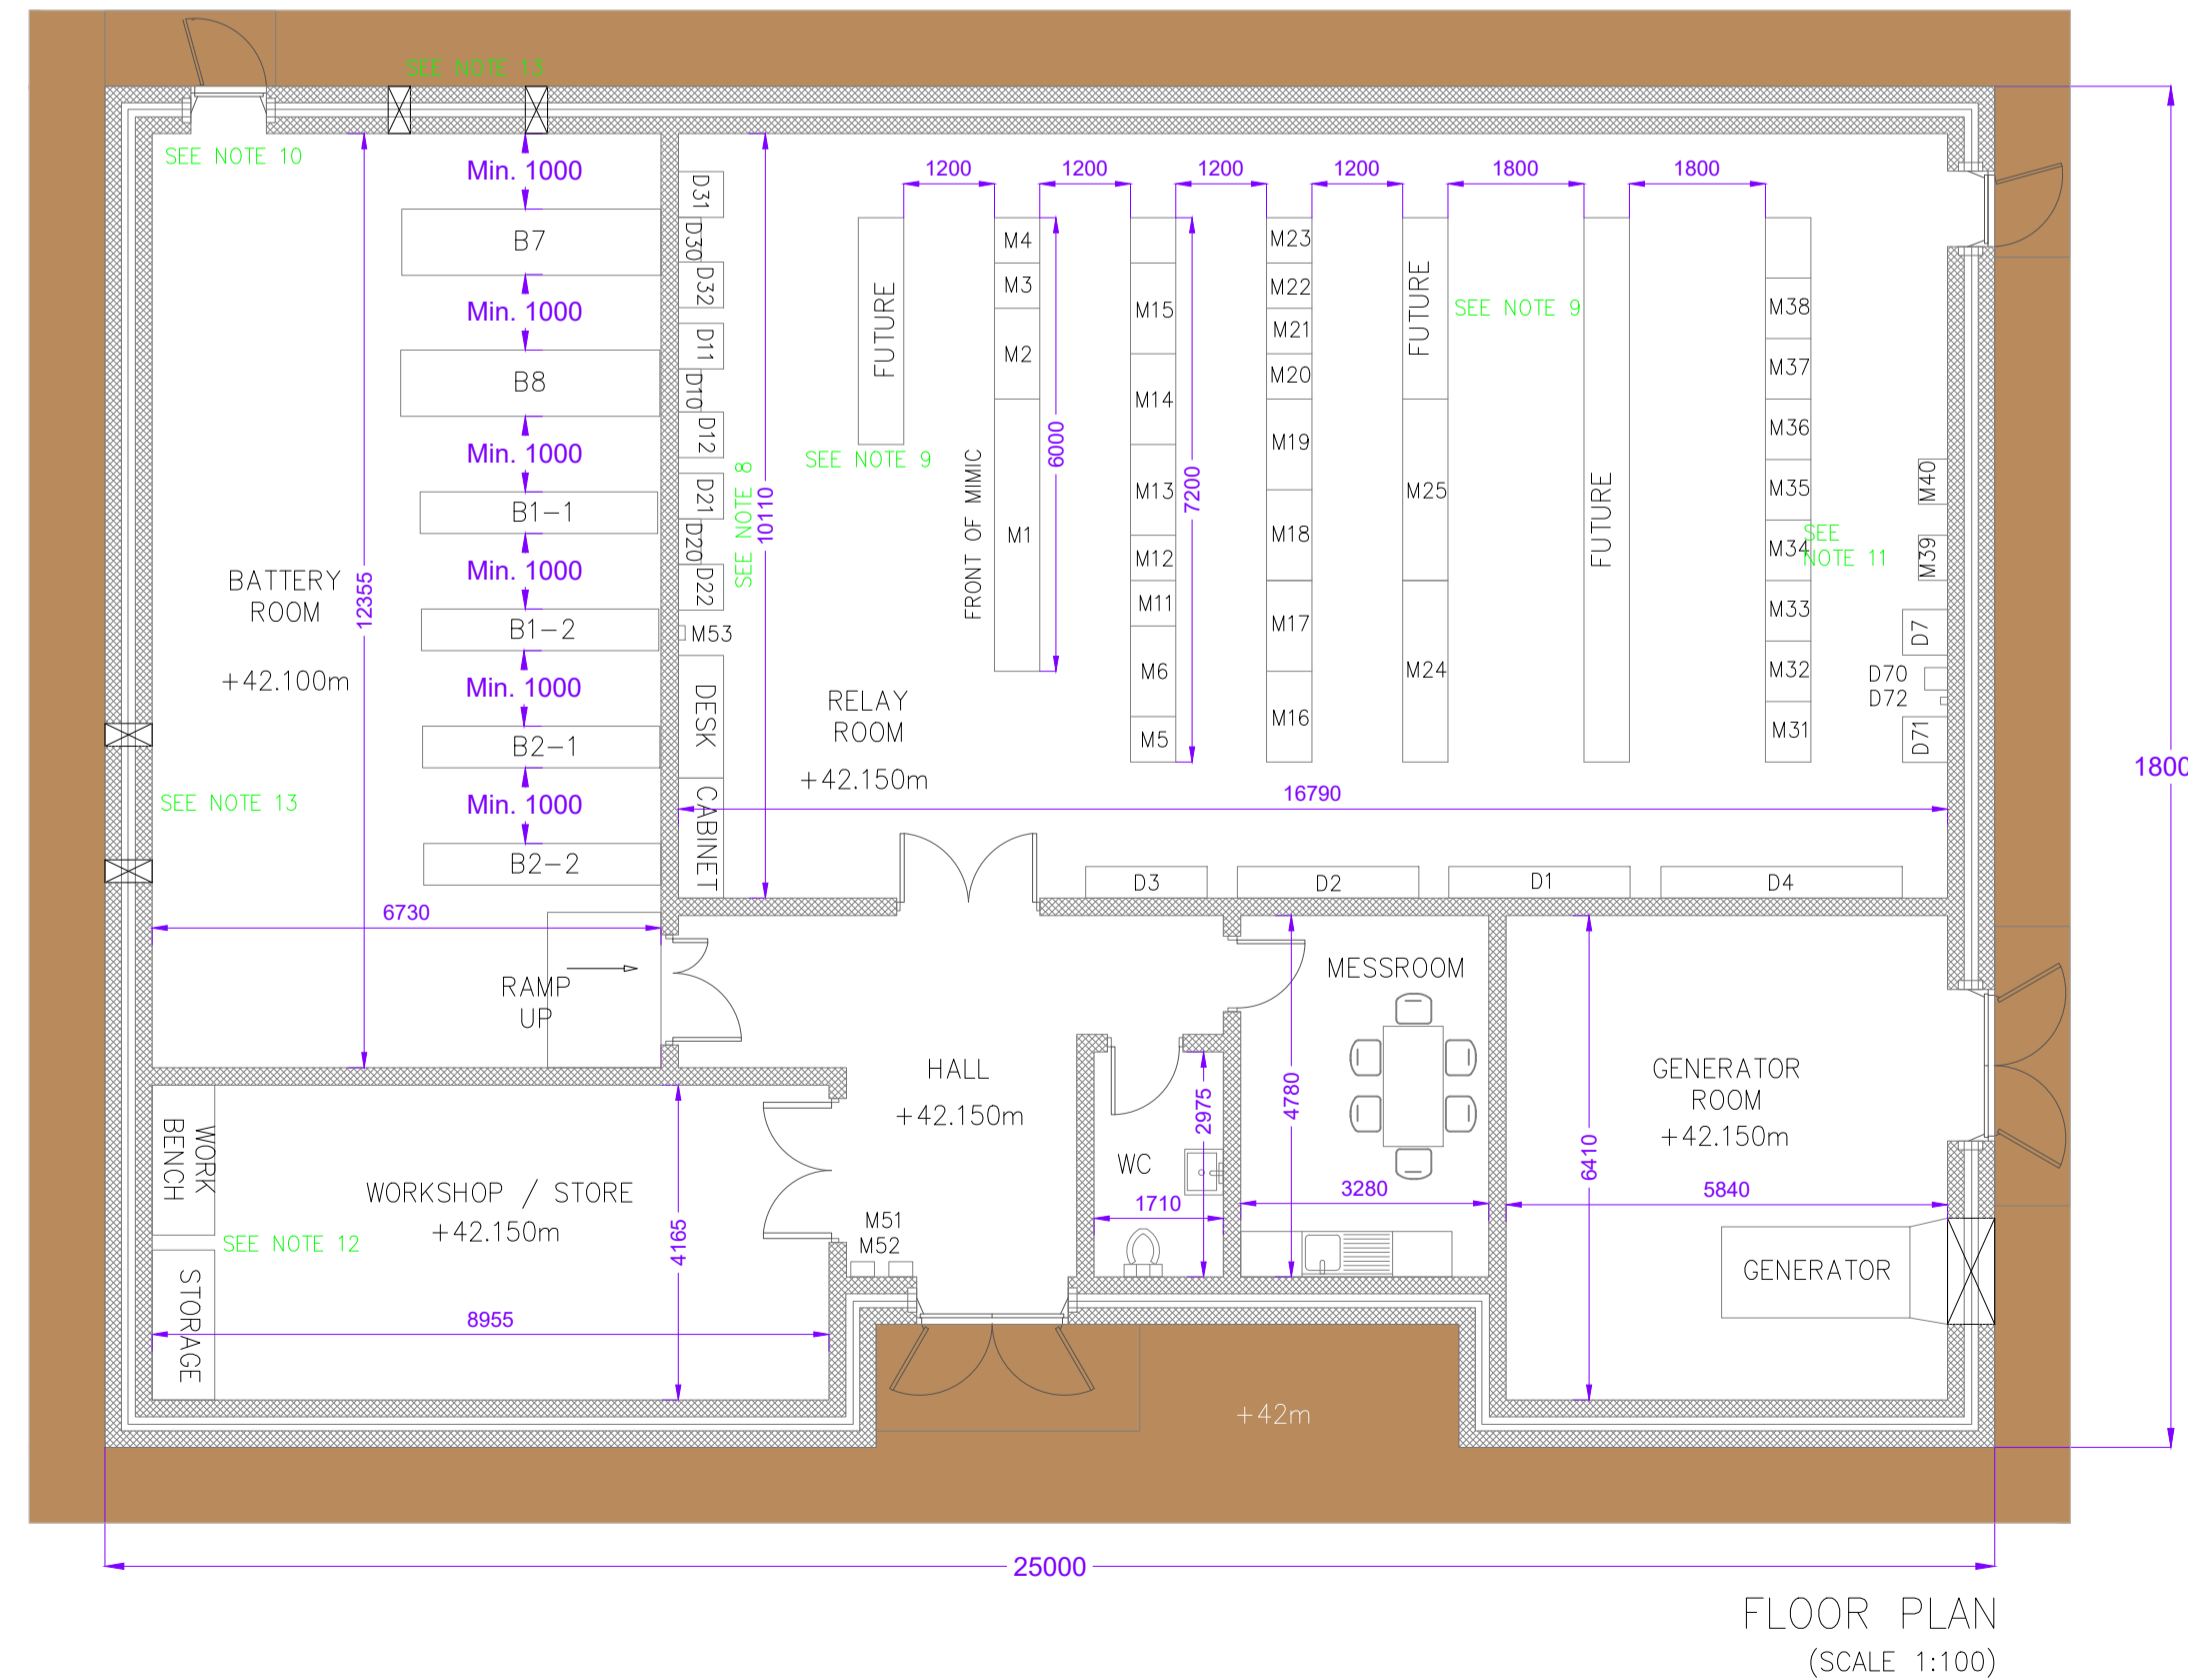 SEE NOTE 13
SEE NOTE 10
Min. 1000
B7
Min. 1000
B8
Min. 1000
B1-1
Min. 1000
B1-2
Min. 1000
B2-1
Min. 1000
B2-2
BATTERY
ROOM
+42.100m
12355
SEE NOTE 13
6730
RAMP
UP
D31
D30
D32
D11
D10
D12
D21
D20
D22
M53
DESK
CABINET
SEE NOTE 8
10110
1200
1200
1200
1200
1800
1800
FUTURE
SEE NOTE 9
FRONT OF MIMIC
M4
M3
M2
M1
6000
M15
M14
M13
M12
M11
M6
M5
7200
M23
M22
M21
M20
M19
M18
M17
M16
FUTURE
M25
M24
SEE NOTE 9
FUTURE
M38
M37
M36
M35
M34
M33
M32
M31
SEE
NOTE 11
M40
M39
D7
D70
D72
D71
RELAY
ROOM
+42.150m
16790
D3
D2
D1
D4
1800
HALL
+42.150m
MESSROOM
4780
3280
WC
2975
1710
GENERATOR
ROOM
+42.150m
6410
5840
GENERATOR
WORK
BENCH
SEE NOTE 12
STORAGE
WORKSHOP / STORE
+42.150m
4165
8955
M51
M52
+42m
25000
FLOOR PLAN
(SCALE 1:100)